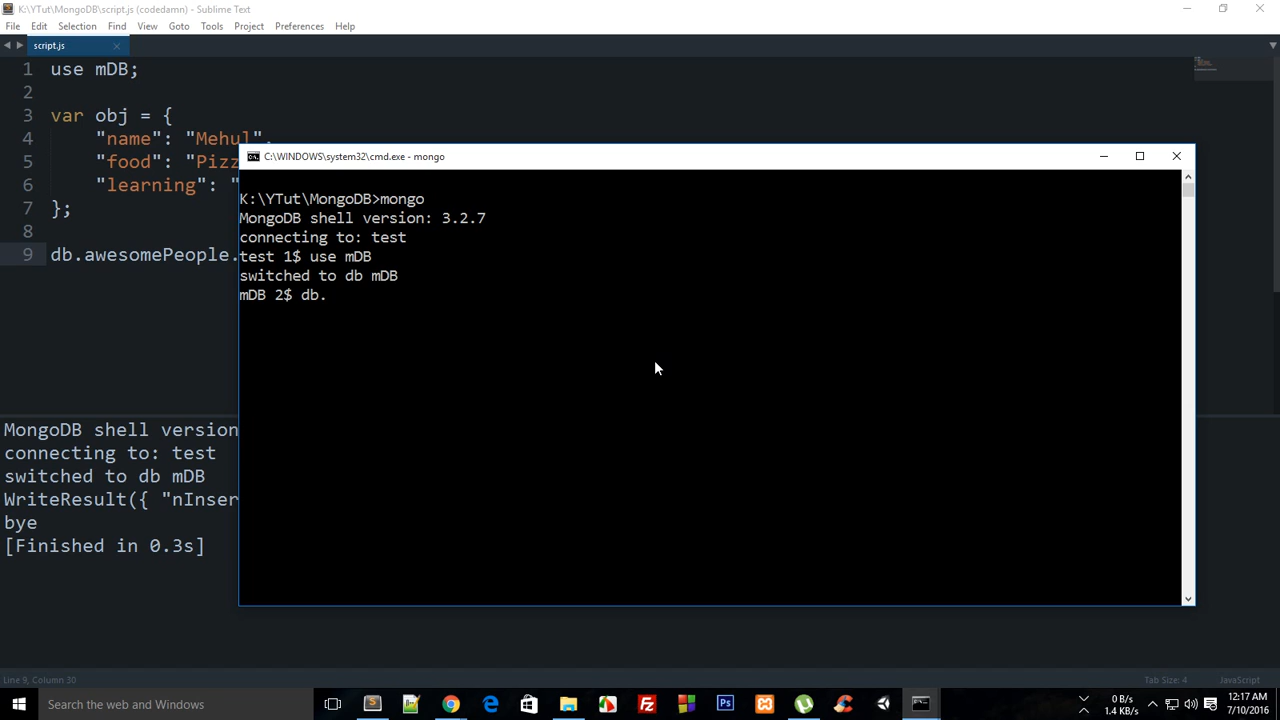 K:\YTut\MongoDB\script.js (codedamn) - Sublime Text
File Edit Selection Find View Goto Tools Project Preferences Help
script.js
1 use mDB;
2
3 var obj = {
4 "name": "Mehul",
5 "food": "Pizz
6 "learning": "
7 };
8
9 db.awesomePeople.
C:\WINDOWS\system32\cmd.exe - mongo
K:\YTut\MongoDB>mongo
MongoDB shell version: 3.2.7
connecting to: test
test 1$ use mDB
switched to db mDB
mDB 2$ db.
MongoDB shell version
connecting to: test
switched to db mDB
WriteResult({ "nInser
bye
[Finished in 0.3s]
Line 9, Column 30
Tab Size: 4
JavaScript
Search the web and Windows
0 B/s
1.4 KB/s
12:17 AM
7/10/2016